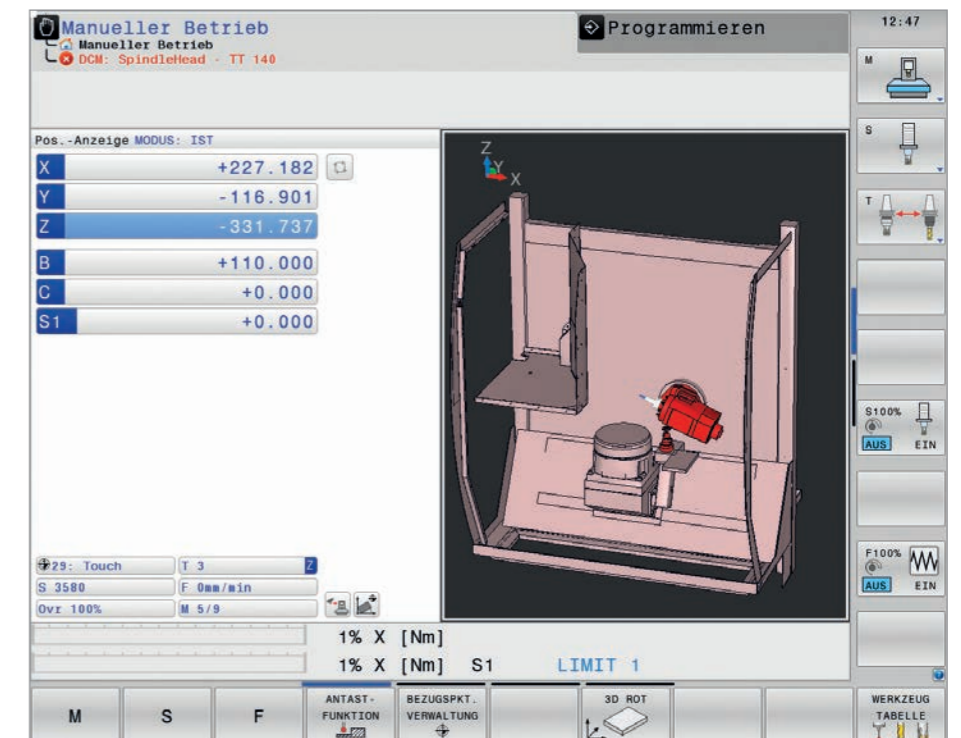 Manueller Betrieb
Manueller Betrieb
DCM: SpindleHead - TT 140
Programmieren
12:47
Pos.-Anzeige MODUS: IST
X +227.182
Y -116.901
Z -331.737
B +110.000
C +0.000
S1 +0.000
Z
Y
X
29: Touch
T 3
Z
S 3580
F 0mm/min
Ovr 100%
M 5/9
1% X [Nm]
1% X [Nm] S1 LIMIT 1
M
S
T
S100%
AUS EIN
F100%
AUS EIN
M
S
F
ANTAST-
FUNKTION
BEZUGSPKT.
VERWALTUNG
3D ROT
WERKZEUG
TABELLE